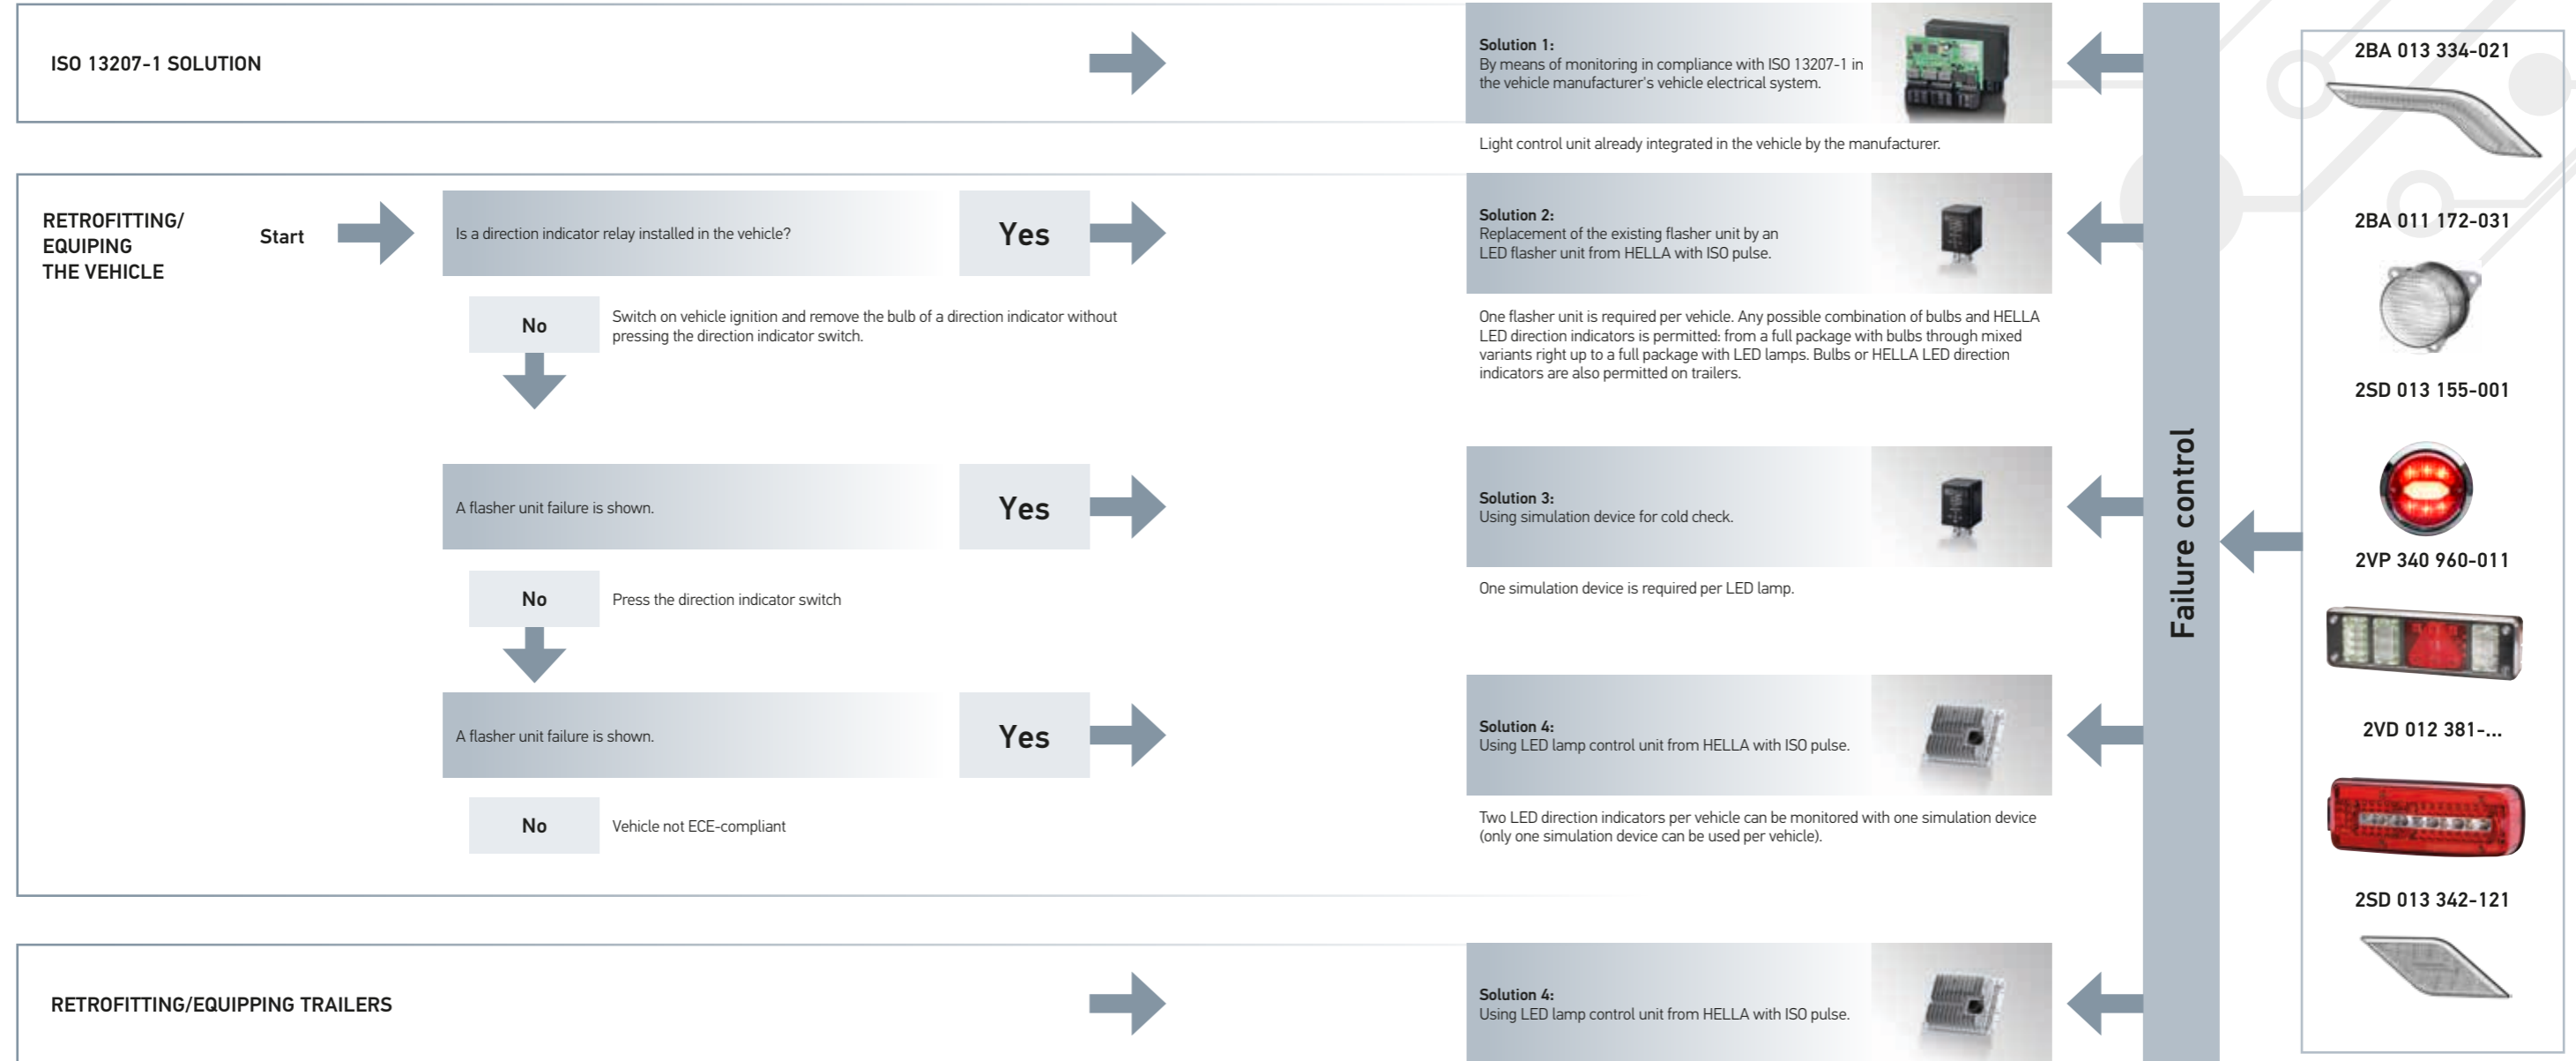 ISO 13207-1 SOLUTION
Solution 1:
By means of monitoring in compliance with ISO 13207-1 in
the vehicle manufacturer's vehicle electrical system.
Light control unit already integrated in the vehicle by the manufacturer.
RETROFITTING/
EQUIPING
THE VEHICLE
Start
Is a direction indicator relay installed in the vehicle?
Yes
Solution 2:
Replacement of the existing flasher unit by an
LED flasher unit from HELLA with ISO pulse.
No
Switch on vehicle ignition and remove the bulb of a direction indicator without
pressing the direction indicator switch.
One flasher unit is required per vehicle. Any possible combination of bulbs and HELLA
LED direction indicators is permitted: from a full package with bulbs through mixed
variants right up to a full package with LED lamps. Bulbs or HELLA LED direction
indicators are also permitted on trailers.
A flasher unit failure is shown.
Yes
Solution 3:
Using simulation device for cold check.
No
Press the direction indicator switch
One simulation device is required per LED lamp.
A flasher unit failure is shown.
Yes
Solution 4:
Using LED lamp control unit from HELLA with ISO pulse.
No
Vehicle not ECE-compliant
Two LED direction indicators per vehicle can be monitored with one simulation device
(only one simulation device can be used per vehicle).
RETROFITTING/EQUIPPING TRAILERS
Solution 4:
Using LED lamp control unit from HELLA with ISO pulse.
Failure control
2BA 013 334-021
2BA 011 172-031
2SD 013 155-001
2VP 340 960-011
2VD 012 381-...
2SD 013 342-121